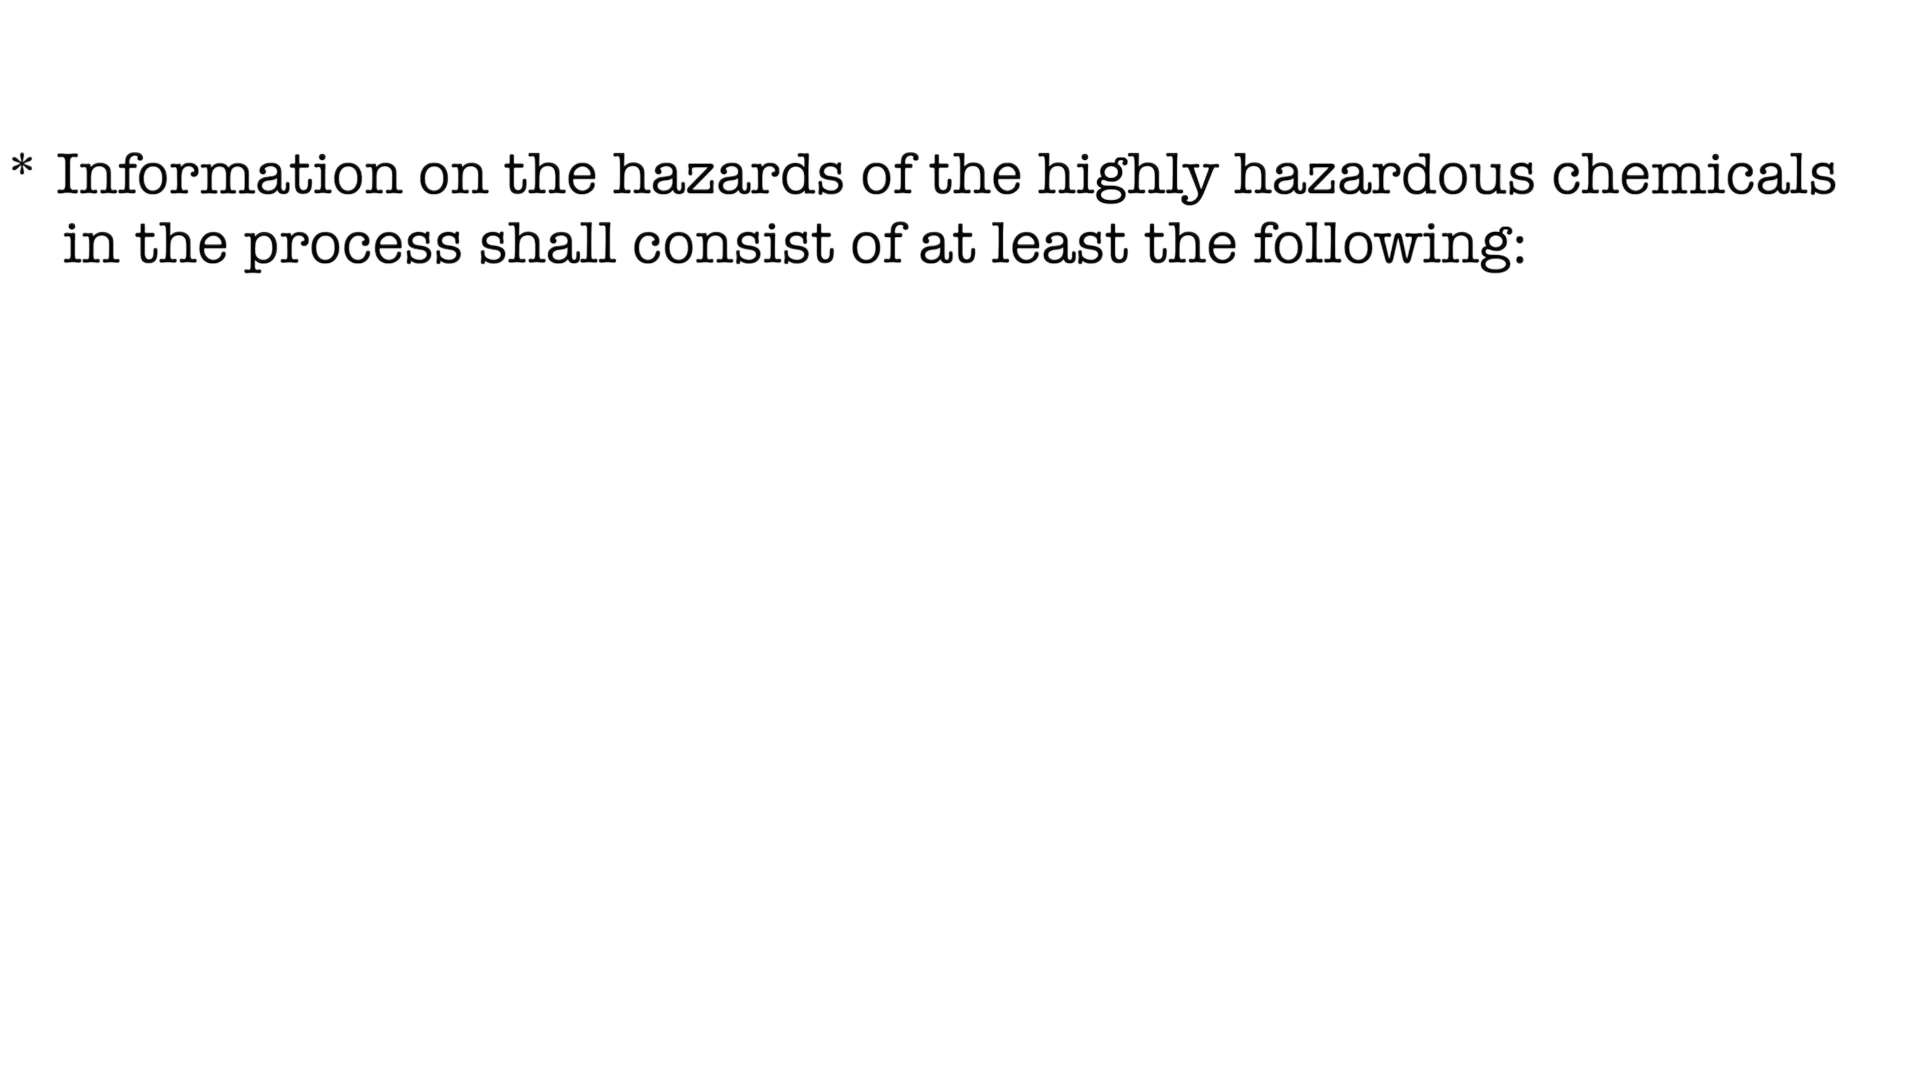 * Information on the hazards of the highly hazardous chemicals
in the process shall consist of at least the following: